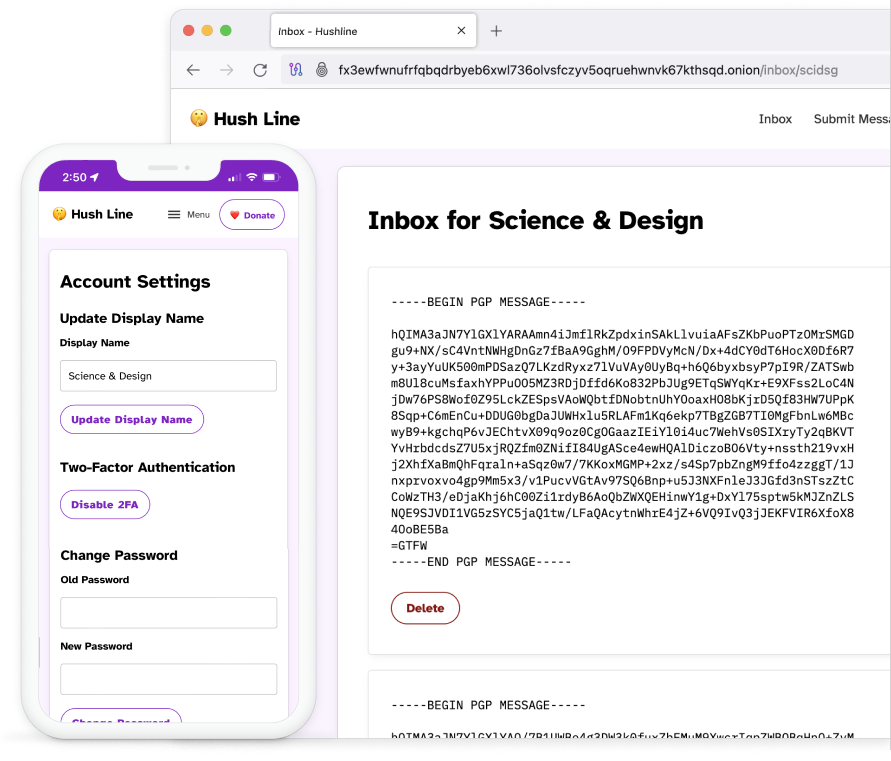 Inbox - Hushline
fx3ewfwnufrfqbqdrbyeb6xwl736olvsfczyv5oqruehwnvk67kthsqd.onion/inbox/scidsg
Hush Line
Inbox
Submit Messa
Inbox for Science & Design
-----BEGIN PGP MESSAGE-----
hQIMA3aJN7YlGXlYARAAmn4iJmflRkZpdxinSAkLlvuiaAFsZKbPuoPTzOMrSMGD
gu9+NX/sC4VntNWHgDnGz7fBaA9GghM/O9FPDVyMcN/Dx+4dCY0dT6HocX0Df6R7
y+3ayYuUK500mPDSazQ7LKzdRyxz7lVuVAy0UyBq+h6Q6byxbsyP7pI9R/ZATSwb
m8Ul8cuMsfaxhYPPuOO5MZ3RDjDffd6Ko832PbJUg9ETqSWYqKr+E9XFss2LoC4N
jDw76PS8Wof0Z95LckZESpsVAoWQbtfDNobtnUhYOoaxHO8bKjrD5Qf83HW7UPpK
8Sqp+C6mEnCu+DDUG0bgDaJUWHxlu5RLAFm1Kq6ekp7TBgZGB7TI0MgFbnLw6MBc
wyB9+kgchqP6vJEChtvX09q9oz0CgOGaazIEiYl0i4uc7WehVs0SIXryTy2qBKVT
YvHrbdcdsZ7U5xjRQZfm0ZNifI84UgASce4ewHQAlDiczoBO6Vty+nssth219vxH
j2XhfXaBmQhFqraln+aSqz0w7/7KKoxMGMP+2xz/s4Sp7pbZngM9ffo4zzggT/1J
nxprvoxvo4gp9Mm5x3/v1PucvVGtAv97SQ6Bnp+u5J3NXFnleJ3JGfd3nSTszZtC
CoWzTH3/eDjaKhj6hC00Zi1rdyB6AoQbZWXQEHinwY1g+DxYl75sptw5kMJZnZLS
NQE9SJVDI1VG5zSYC5jaQ1tw/LFaQAcytnWhrE4jZ+6VQ9IvQ3jJEKFVIR6XfoX8
4OoBE5Ba
=GTFW
-----END PGP MESSAGE-----
Delete
-----BEGIN PGP MESSAGE-----
2:50
Hush Line
Menu
Donate
Account Settings
Update Display Name
Display Name
Science & Design
Update Display Name
Two-Factor Authentication
Disable 2FA
Change Password
Old Password
New Password
Change Password